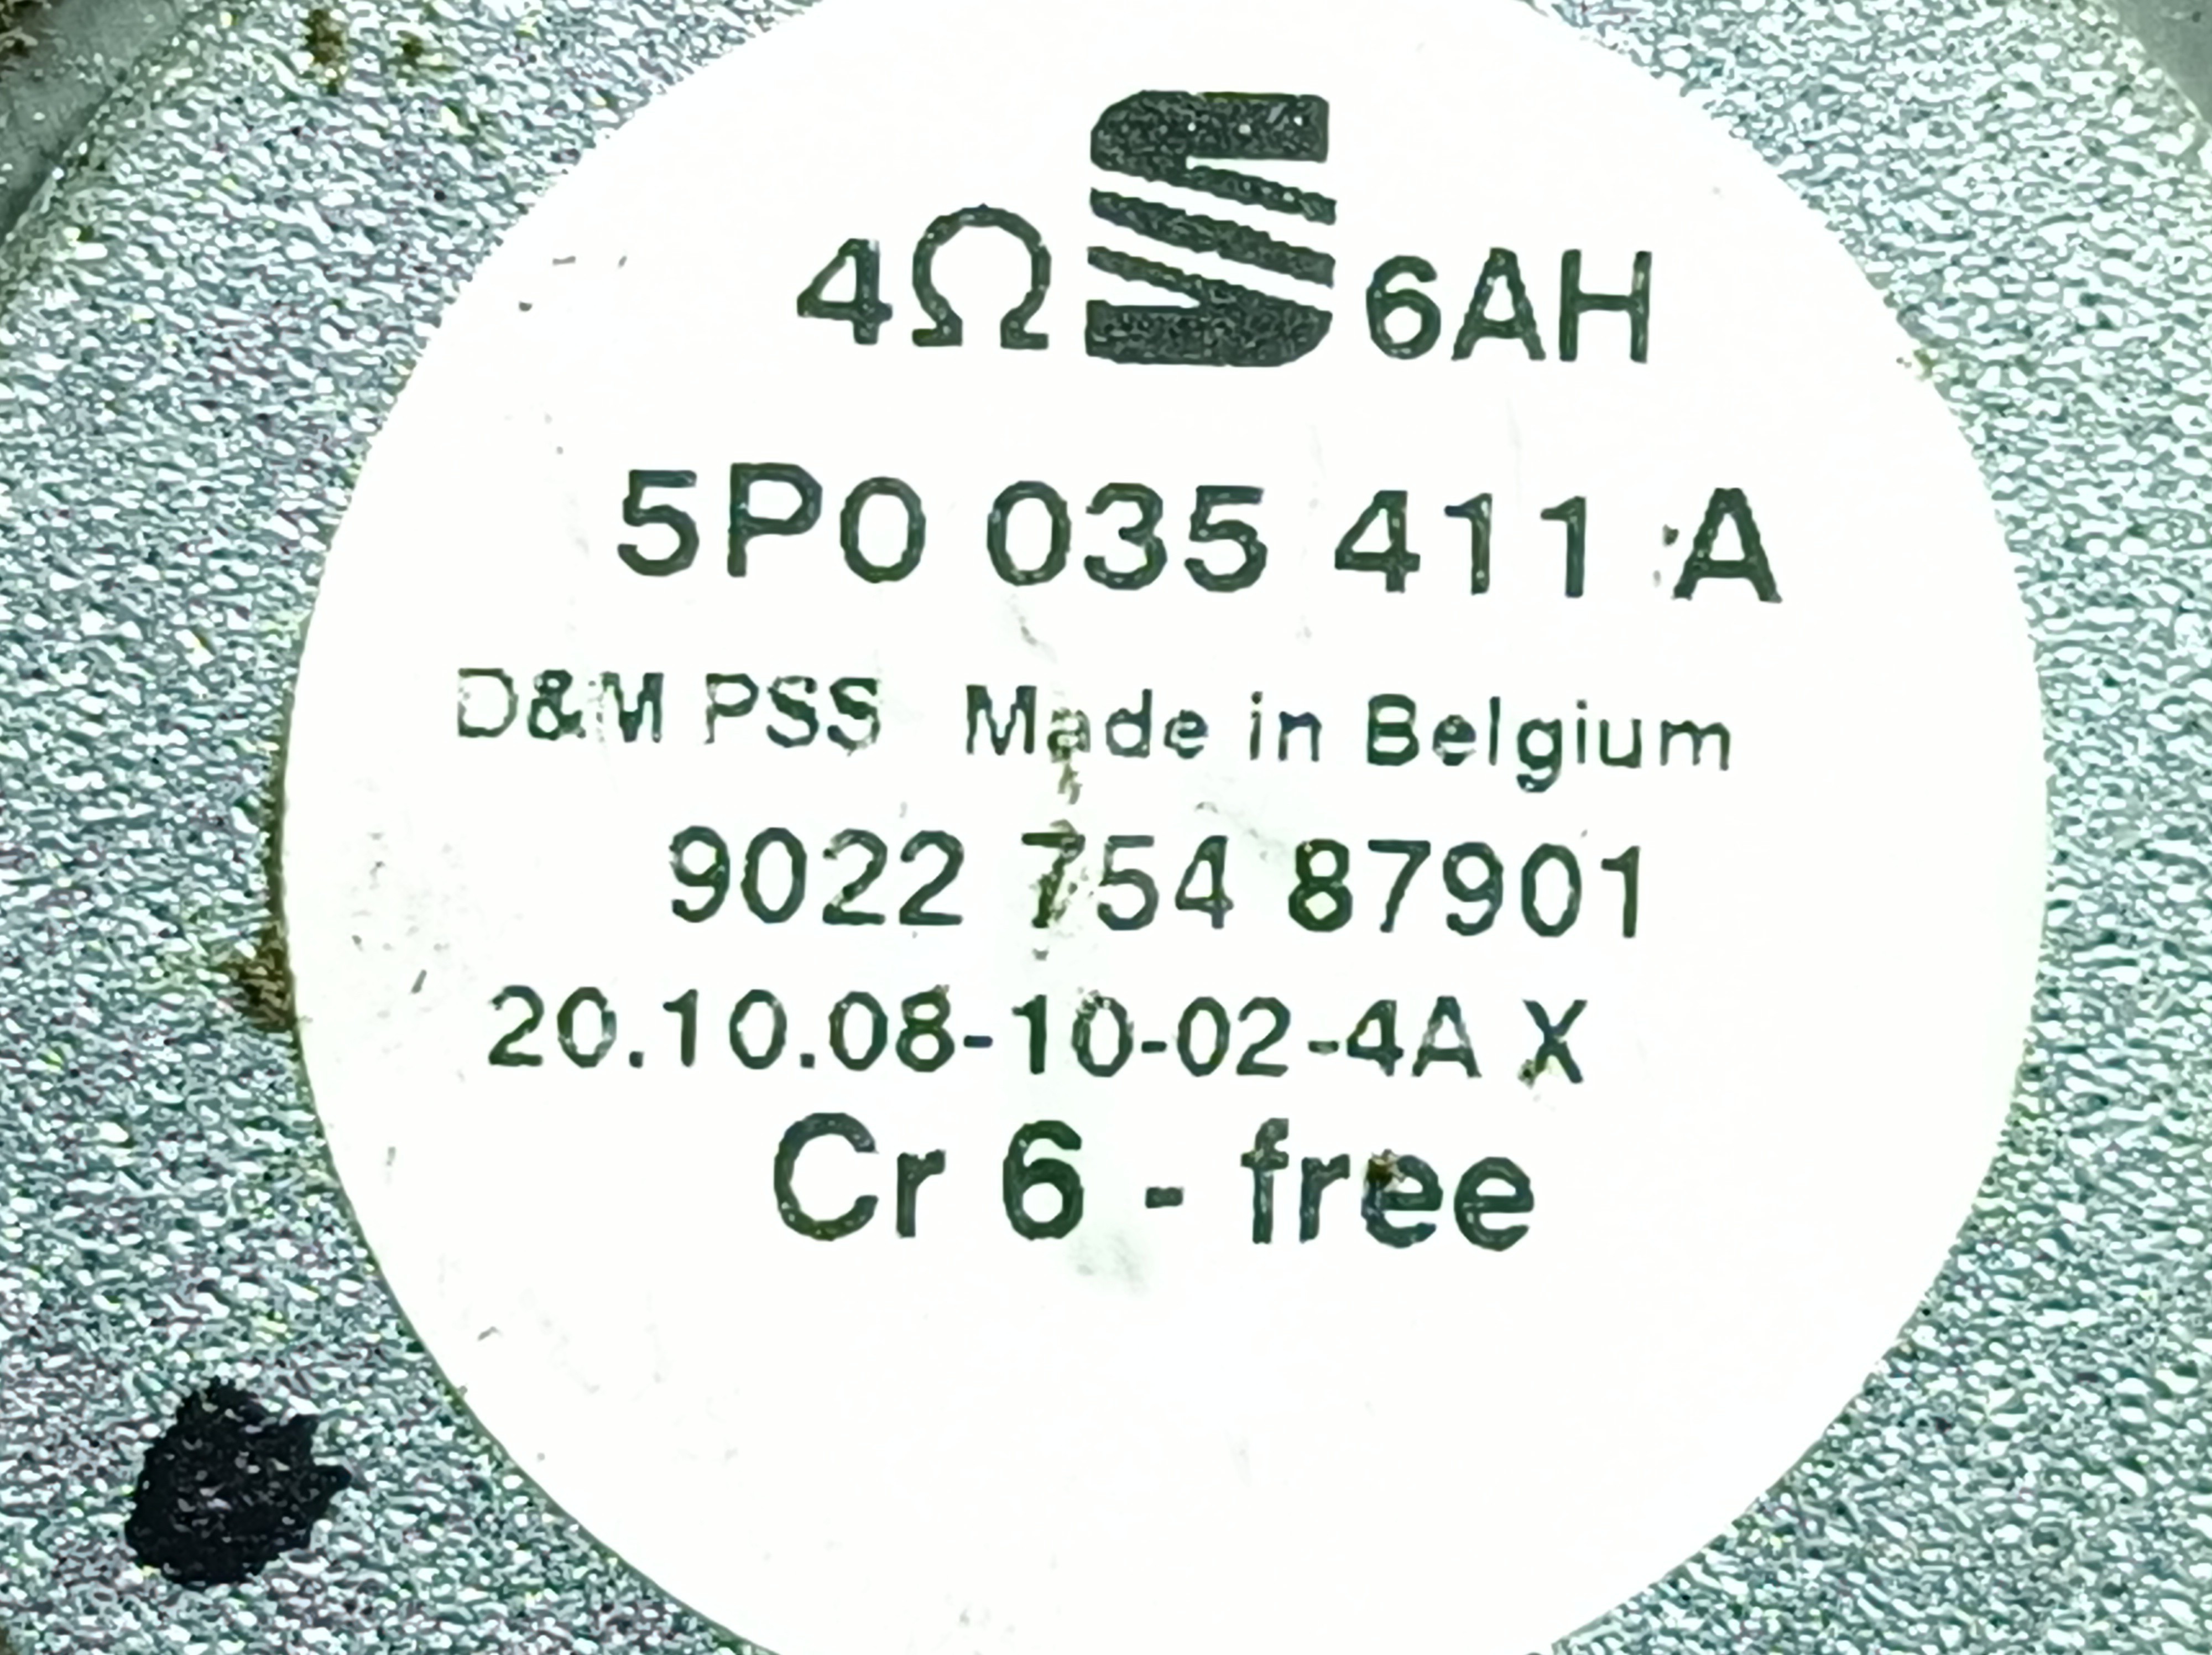 4Ω 6AH
5P0 035 411 A
D&M PSS Made in Belgium
9022 754 87901
20.10.08-10-02-4A X
Cr 6 - free